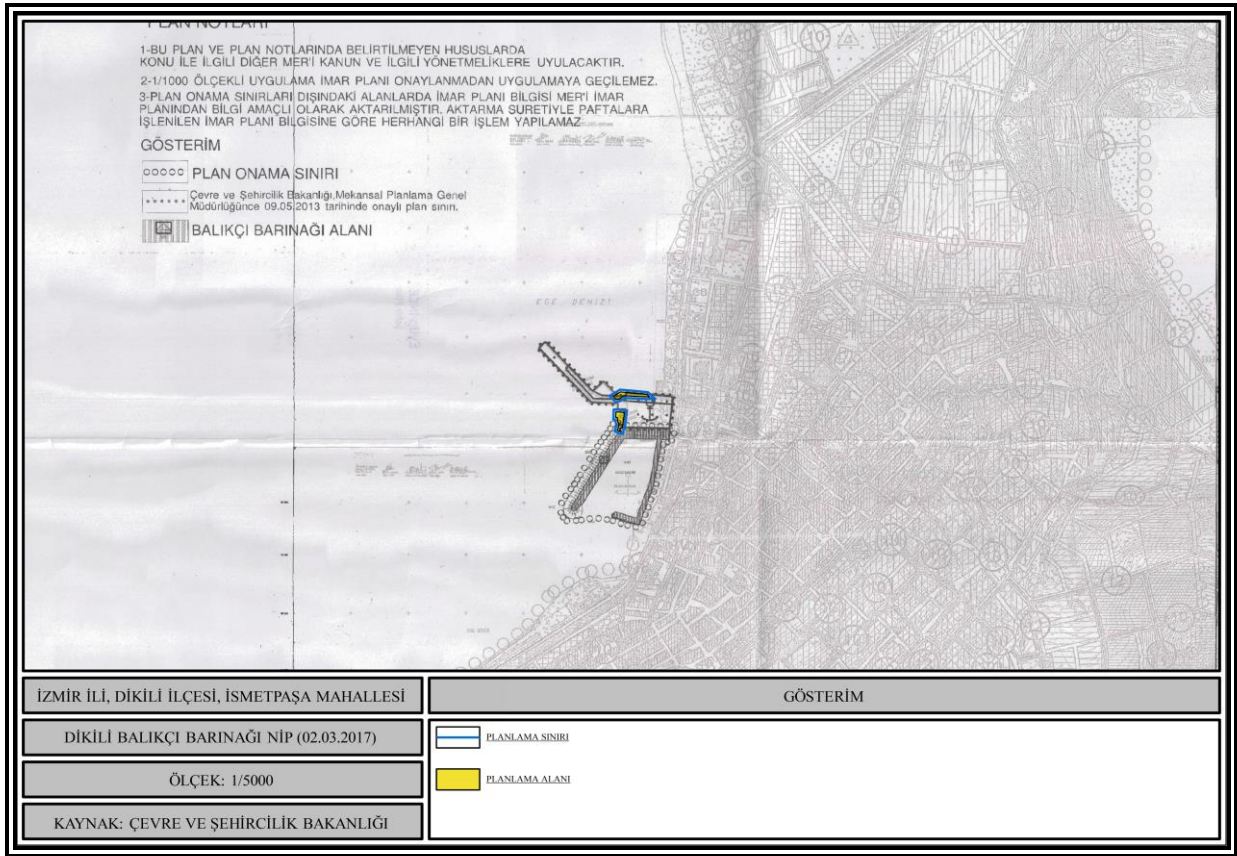 PLAN NOTLARI
1-BU PLAN VE PLAN NOTLARINDA BELİRTİLMEYEN HUSUSLARDA
KONU İLE İLGİLİ DİĞER MER'İ KANUN VE İLGİLİ YÖNETMELİKLERE UYULACAKTIR.
2-1/1000 ÖLÇEKLİ UYGULAMA İMAR PLANI ONAYLANMADAN UYGULAMAYA GEÇİLEMEZ.
3-PLAN ONAMA SINIRLARI DIŞINDAKİ ALANLARDA İMAR PLANI BİLGİSİ MER'İ İMAR
PLANINDAN BİLGİ AMAÇLI OLARAK AKTARILMIŞTIR. AKTARMA SURETİYLE PAFTALARA
İŞLENİLEN İMAR PLANI BİLGİSİNE GÖRE HERHANGİ BİR İŞLEM YAPILAMAZ
GÖSTERİM
PLAN ONAMA SINIRI
Çevre ve Şehircilik Bakanlığı,Mekansal Planlama Genel
Müdürlüğünce 09.05.2013 tarihinde onaylı plan sınırı.
BALIKÇI BARINAĞI ALANI
EGE DENİZİ
İZMİR İLİ, DİKİLİ İLÇESİ, İSMETPAŞA MAHALLESİ
GÖSTERİM
DİKİLİ BALIKÇI BARINAĞI NİP (02.03.2017)
PLANLAMA SINIRI
ÖLÇEK: 1/5000
PLANLAMA ALANI
KAYNAK: ÇEVRE VE ŞEHİRCİLİK BAKANLIĞI